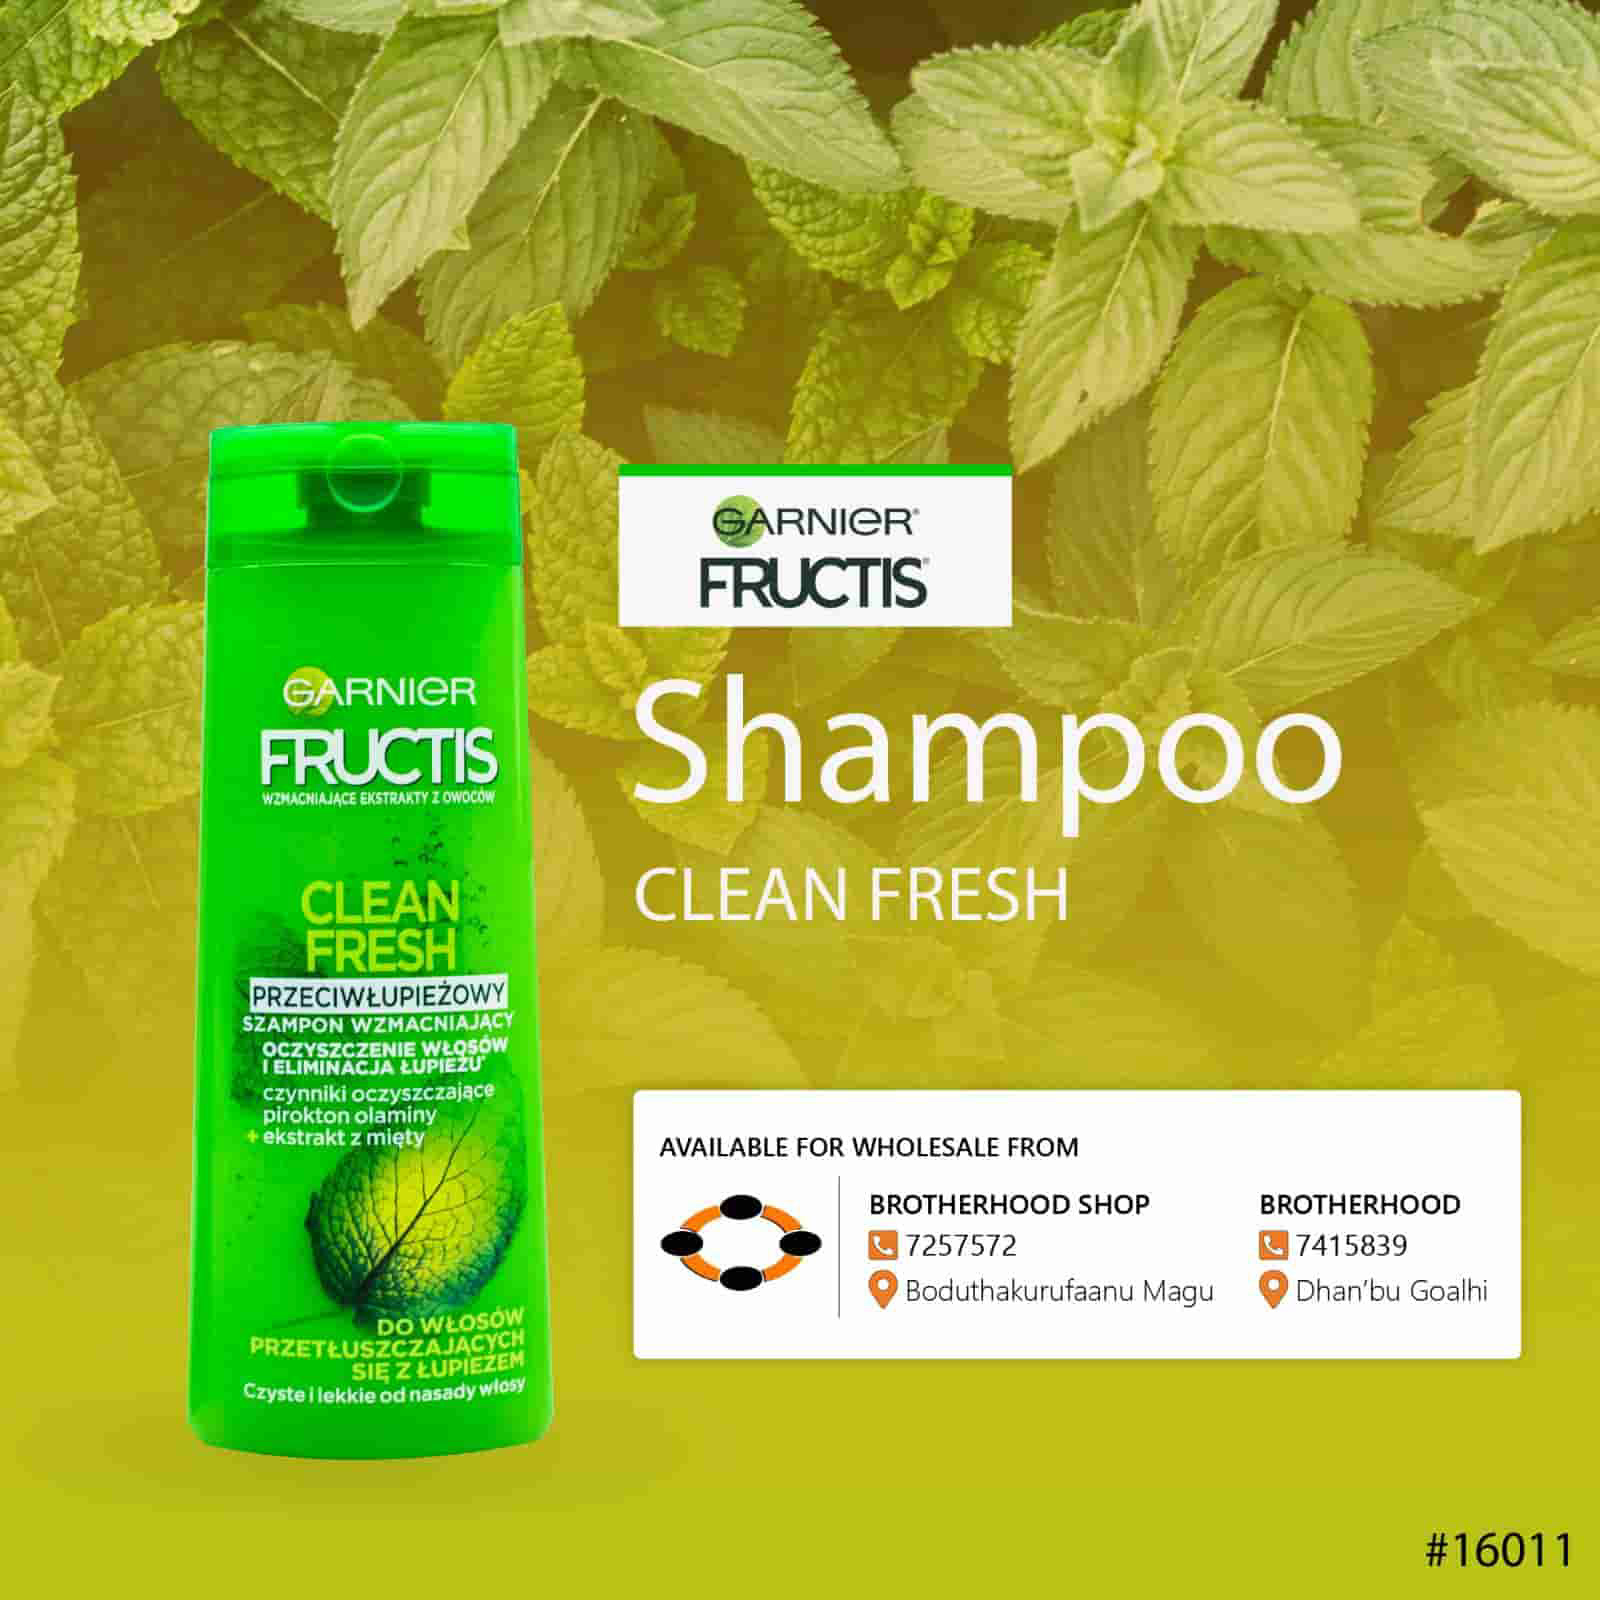 GARNIER
FRUCTIS
WZMACNIAJĄCE EKSTRAKTY Z OWOCÓW
CLEAN
FRESH
PRZECIWŁUPIEŻOWY
SZAMPON WZMACNIAJĄCY
OCZYSZCZENIE WŁOSÓW
I ELIMINACJA ŁUPIEŻU*
czynniki oczyszczające
pirokton olaminy
+ ekstrakt z mięty
DO WŁOSÓW
PRZETŁUSZCZAJĄCYCH
SIĘ Z ŁUPIEŻEM
Czyste i lekkie od nasady włosy
GARNIER®
FRUCTIS®
Shampoo
CLEAN FRESH
AVAILABLE FOR WHOLESALE FROM
BROTHERHOOD SHOP
7257572
Boduthakurufaanu Magu
BROTHERHOOD
7415839
Dhan'bu Goalhi
#16011